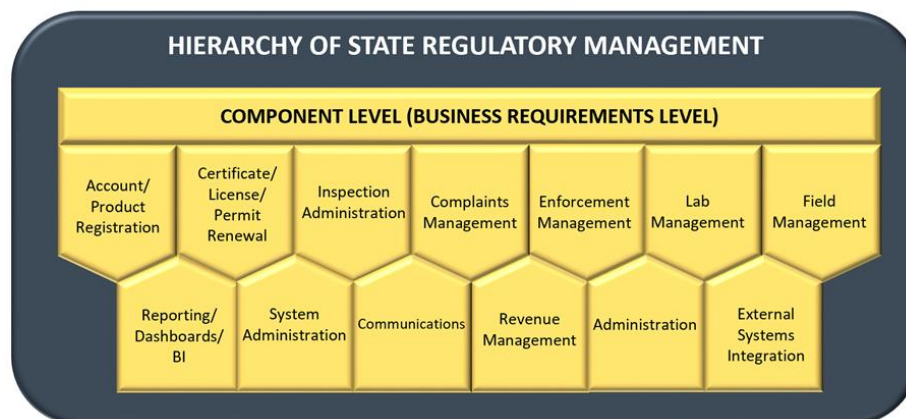 HIERARCHY OF STATE REGULATORY MANAGEMENT
COMPONENT LEVEL (BUSINESS REQUIREMENTS LEVEL)
Account/
Product
Registration
Certificate/
License/
Permit
Renewal
Inspection
Administration
Complaints
Management
Enforcement
Management
Lab
Management
Field
Management
Reporting/
Dashboards/
BI
System
Administration
Communications
Revenue
Management
Administration
External
Systems
Integration